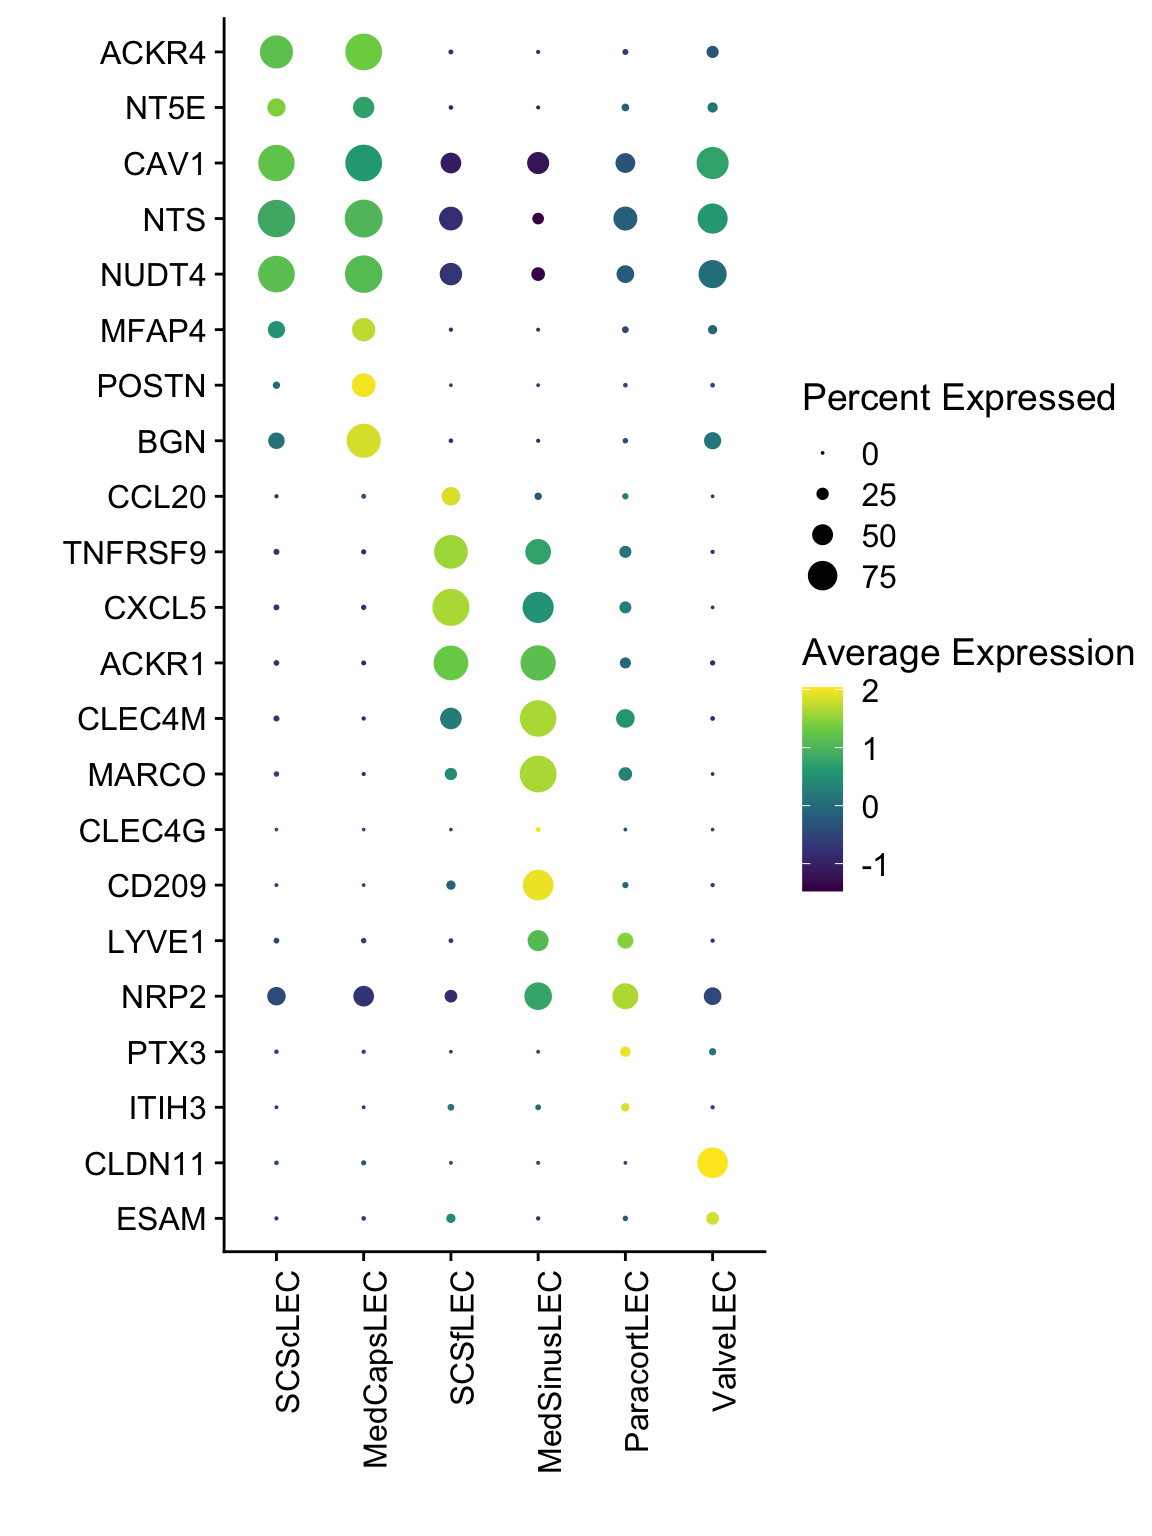 ACKR4
NT5E
CAV1
NTS
NUDT4
MFAP4
POSTN
BGN
CCL20
TNFRSF9
CXCL5
ACKR1
CLEC4M
MARCO
CLEC4G
CD209
LYVE1
NRP2
PTX3
ITIH3
CLDN11
ESAM
SCScLEC
MedCapsLEC
SCSfLEC
MedSinusLEC
ParacortLEC
ValveLEC
Percent Expressed
0
25
50
75
Average Expression
2
1
0
-1